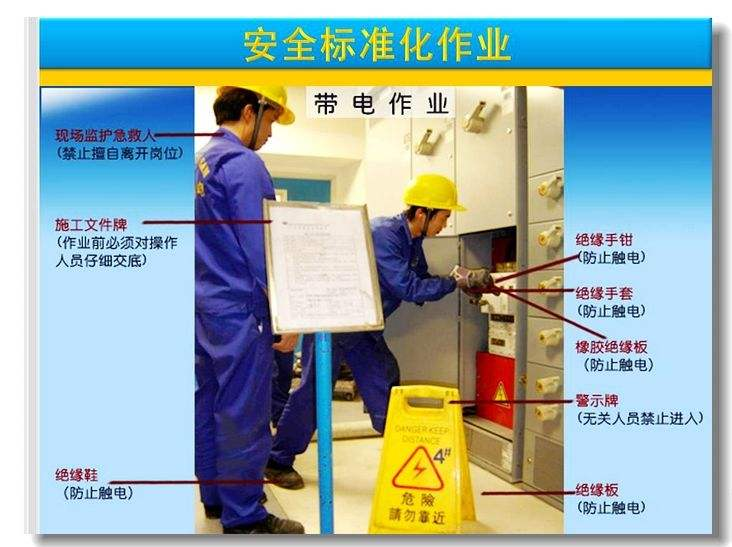 安全标准化作业
带电作业
现场监护急救人
(禁止擅自离开岗位)
施工文件牌
(作业前必须对操作
人员仔细交底)
绝缘鞋
(防止触电)
绝缘手钳
(防止触电)
绝缘手套
(防止触电)
橡胶绝缘板
(防止触电)
警示牌
(无关人员禁止进入)
绝缘板
(防止触电)
DANGER KEEP
DISTANCE
4#
危險
請勿靠近